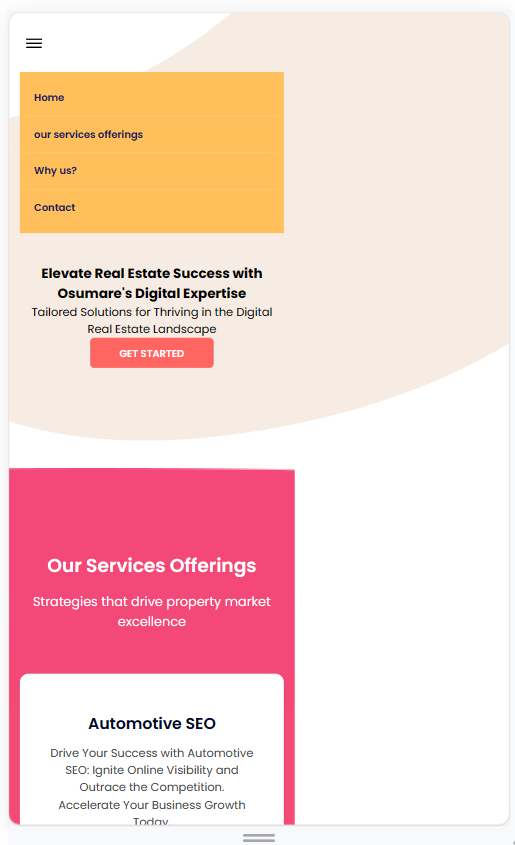 Home
our services offerings
Why us?
Contact
Elevate Real Estate Success with
Osumare's Digital Expertise
Tailored Solutions for Thriving in the Digital
Real Estate Landscape
GET STARTED
Our Services Offerings
Strategies that drive property market
excellence
Automotive SEO
Drive Your Success with Automotive
SEO: Ignite Online Visibility and
Outrace the Competition.
Accelerate Your Business Growth
Today